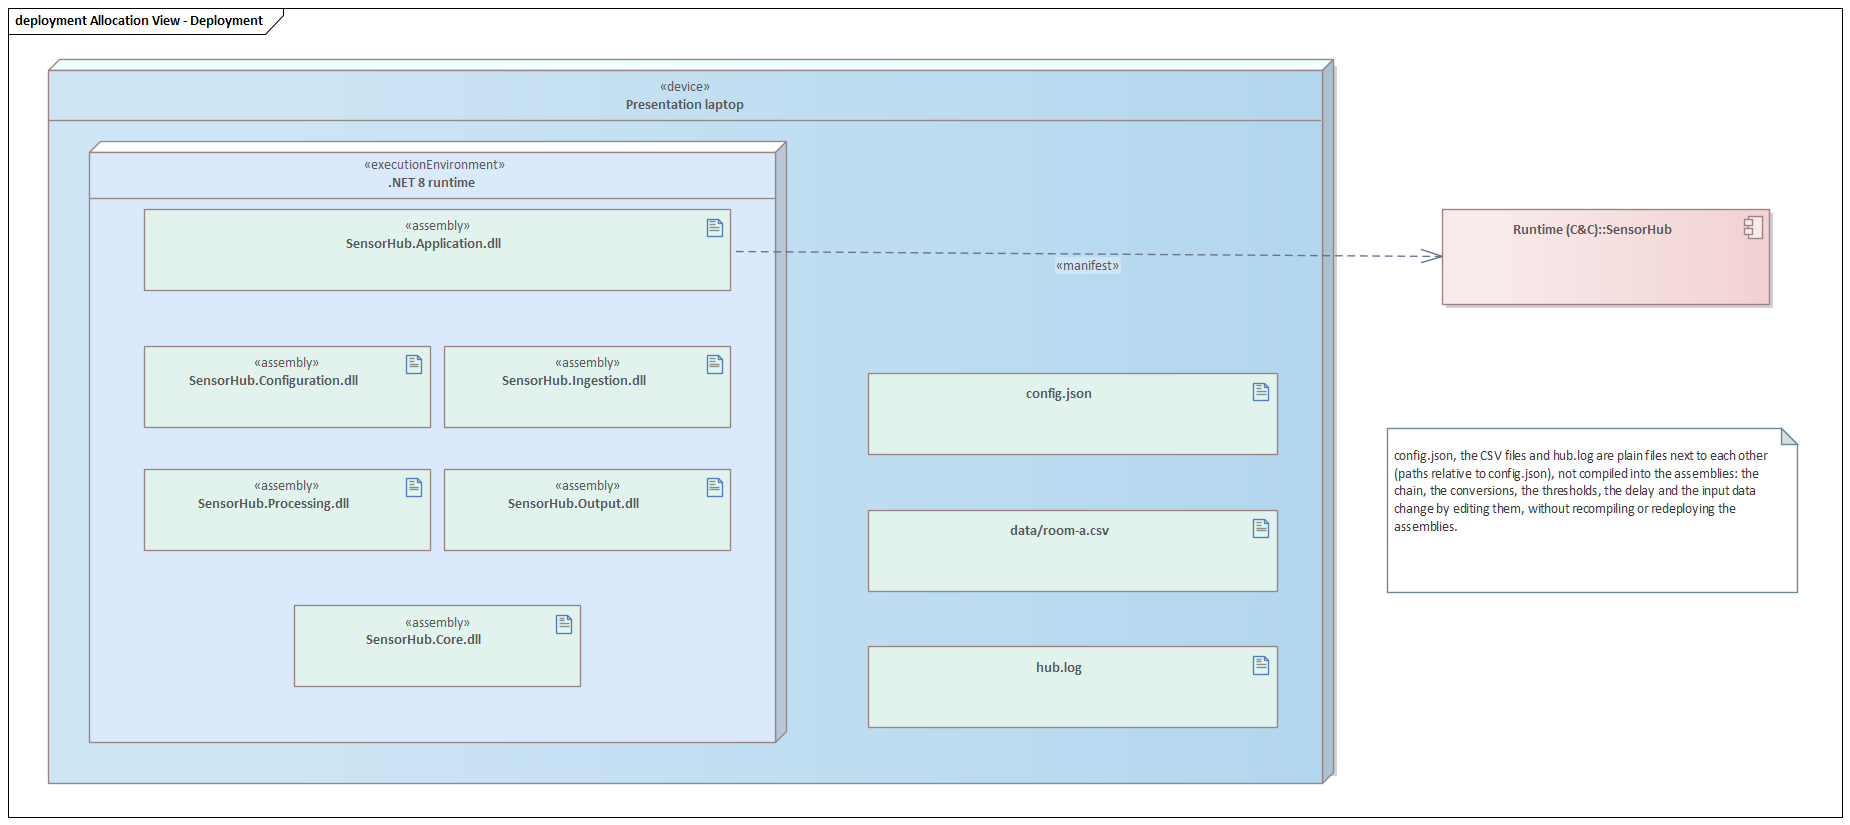 deployment Allocation View - Deployment
«device»
Presentation laptop
«executionEnvironment»
.NET 8 runtime
«assembly»
SensorHub.Application.dll
«manifest»
Runtime (C&C)::SensorHub
«assembly»
SensorHub.Configuration.dll
«assembly»
SensorHub.Ingestion.dll
«assembly»
SensorHub.Processing.dll
«assembly»
SensorHub.Output.dll
«assembly»
SensorHub.Core.dll
config.json
data/room-a.csv
hub.log
config.json, the CSV files and hub.log are plain files next to each other
(paths relative to config.json), not compiled into the assemblies: the
chain, the conversions, the thresholds, the delay and the input data
change by editing them, without recompiling or redeploying the
assemblies.